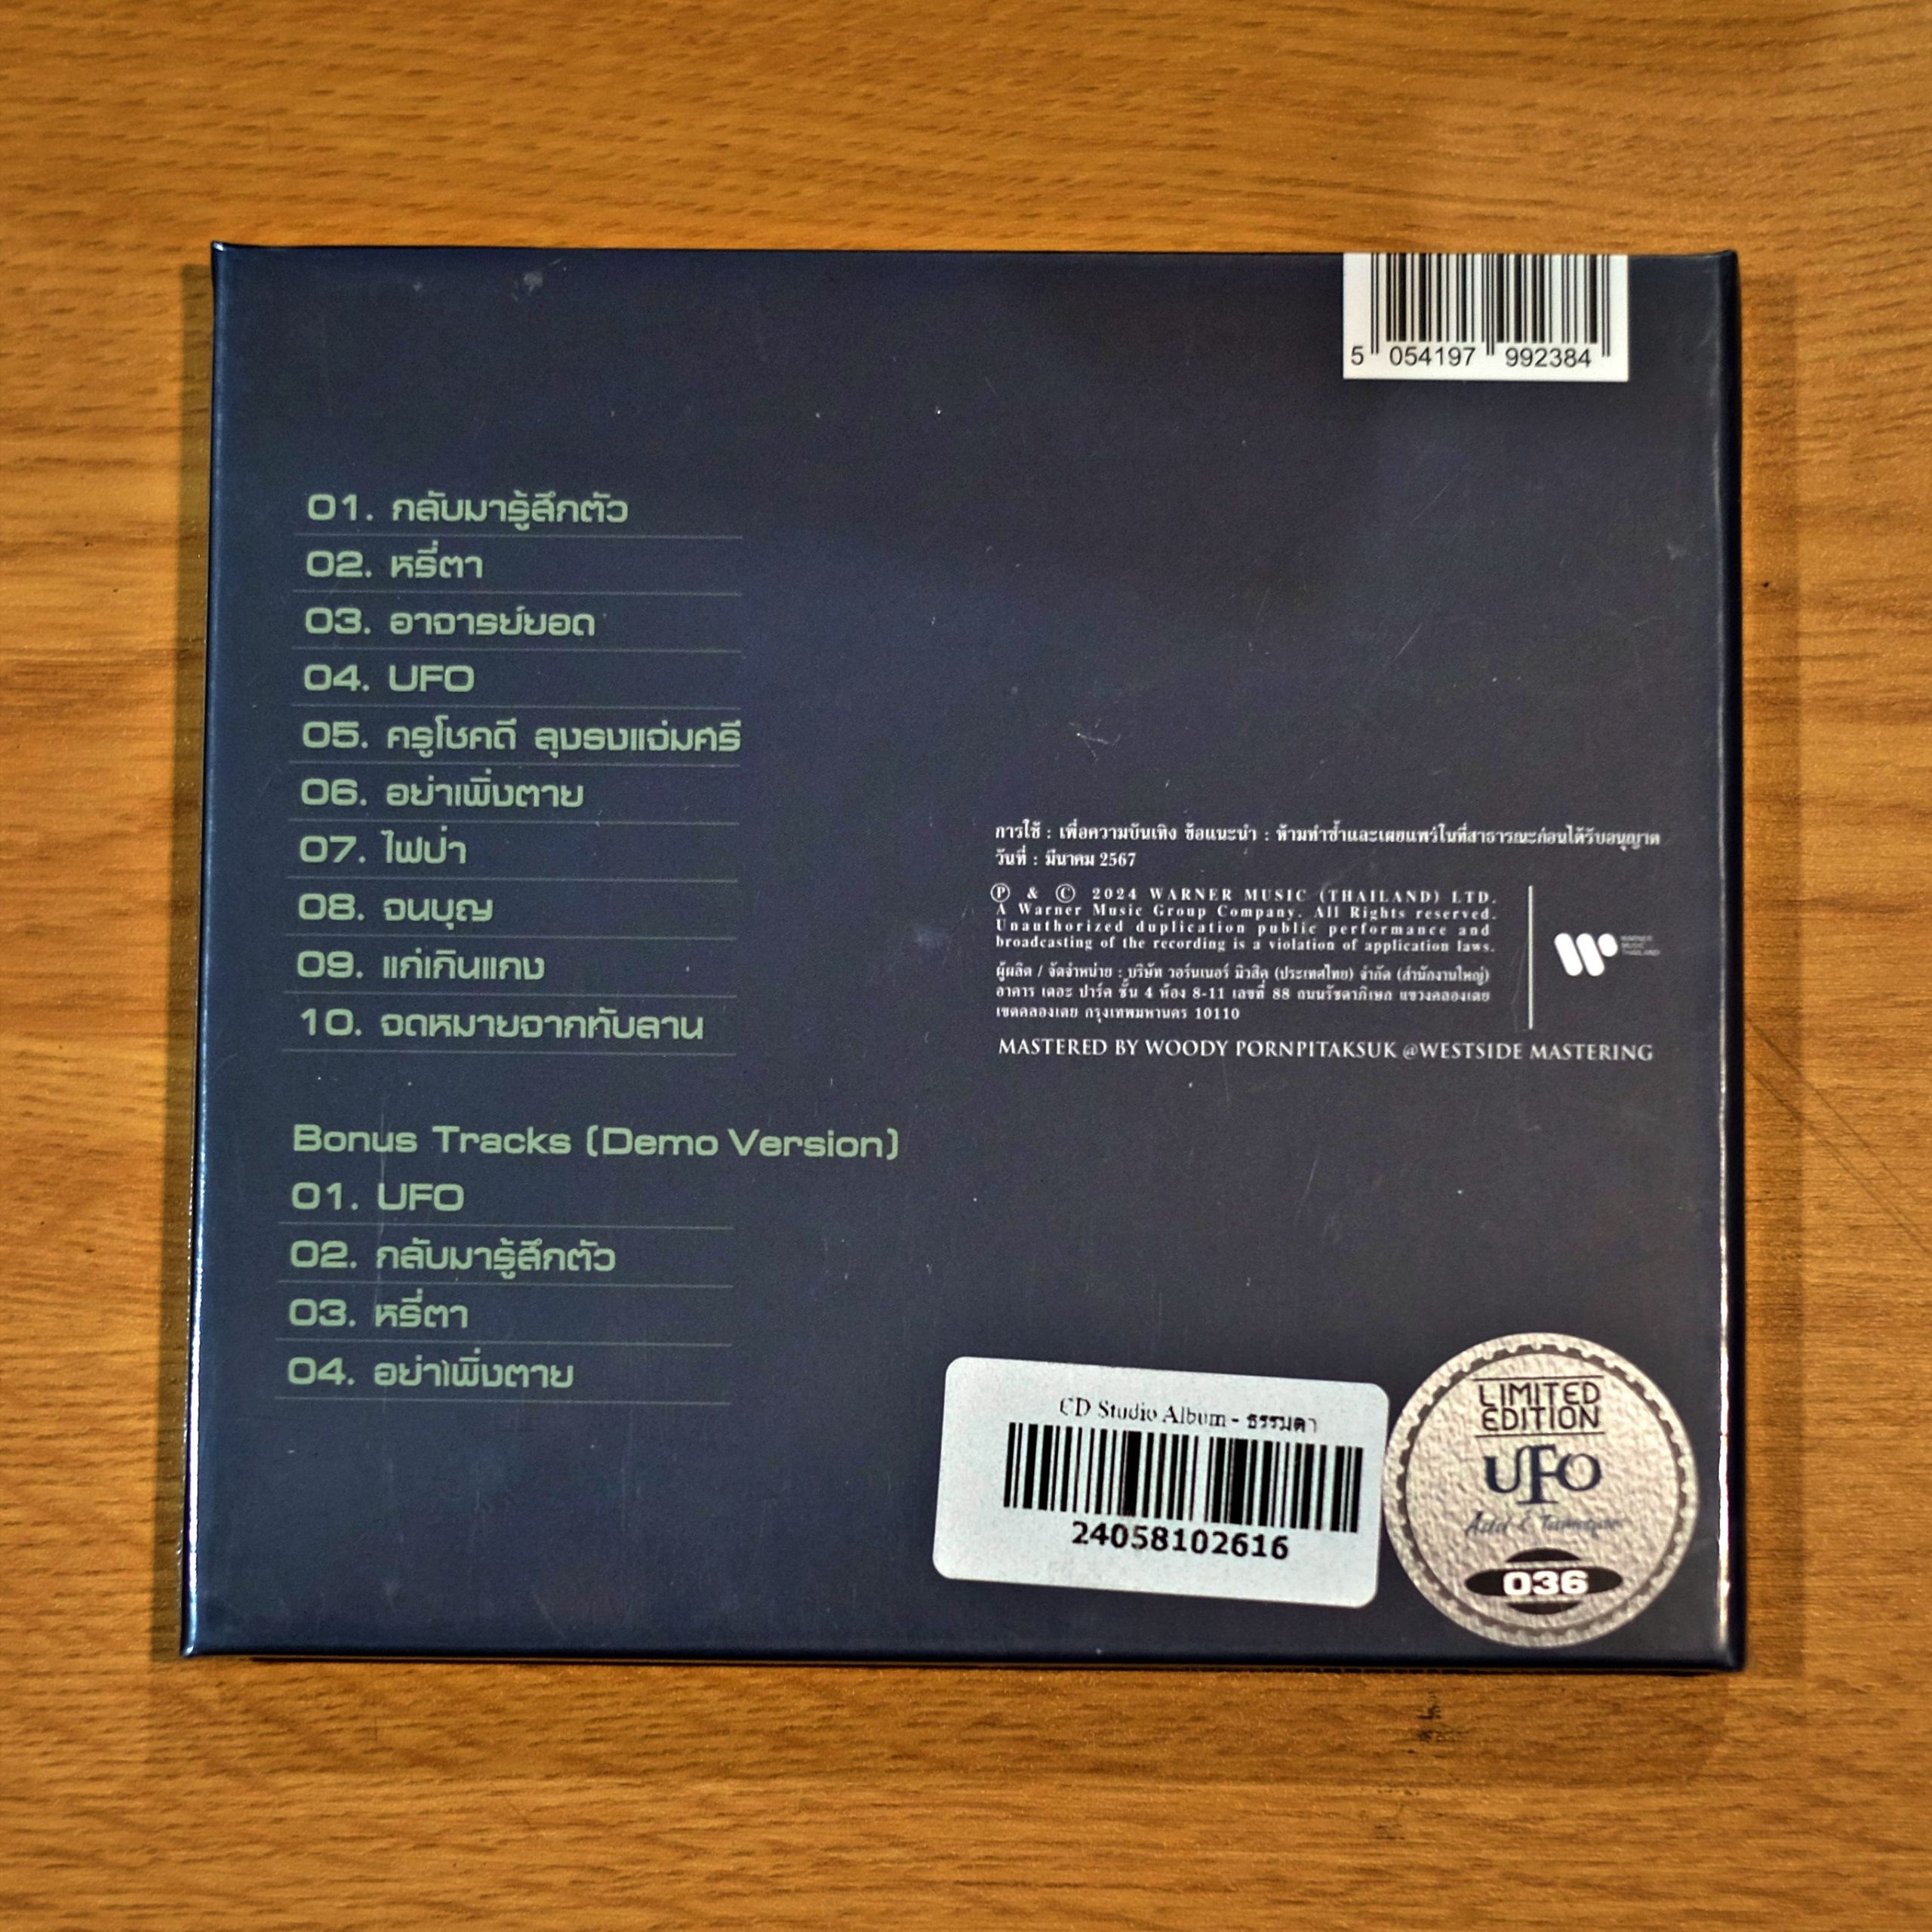 5 054197 992384
01. กลับมารู้สึกตัว
02. หรี่ตา
03. อาจารย์ยอด
04. UFO
05. ครูโชคดี ลุงธงแจ่มศรี
06. อย่าเพิ่งตาย
07. ไฟป่า
08. จนบุญ
09. แก่เกินแกง
10. จดหมายจากทับลาน
Bonus Tracks (Demo Version)
01. UFO
02. กลับมารู้สึกตัว
03. หรี่ตา
04. อย่าเพิ่งตาย
การใช้ : เพื่อความบันเทิง ข้อแนะนำ : ห้ามทำซ้ำและเผยแพร่ในที่สาธารณะก่อนได้รับอนุญาต
วันที่ : มีนาคม 2567
Ⓟ & Ⓒ 2024 WARNER MUSIC (THAILAND) LTD.
A Warner Music Group Company. All Rights reserved.
Unauthorized duplication public performance and
broadcasting of the recording is a violation of application laws.
ผู้ผลิต / จัดจำหน่าย : บริษัท วอร์นเนอร์ มิวสิค (ประเทศไทย) จำกัด (สำนักงานใหญ่)
อาคาร เดอะ ปาร์ค ชั้น 4 ห้อง 8-11 เลขที่ 88 ถนนรัชดาภิเษก แขวงคลองเตย
เขตคลองเตย กรุงเทพมหานคร 10110
WARNER
MUSIC
THAILAND
MASTERED BY WOODY PORNPITAKSUK @WESTSIDE MASTERING
CD Studio Album - ธรรมดา
24058102616
LIMITED
EDITION
UFO
036